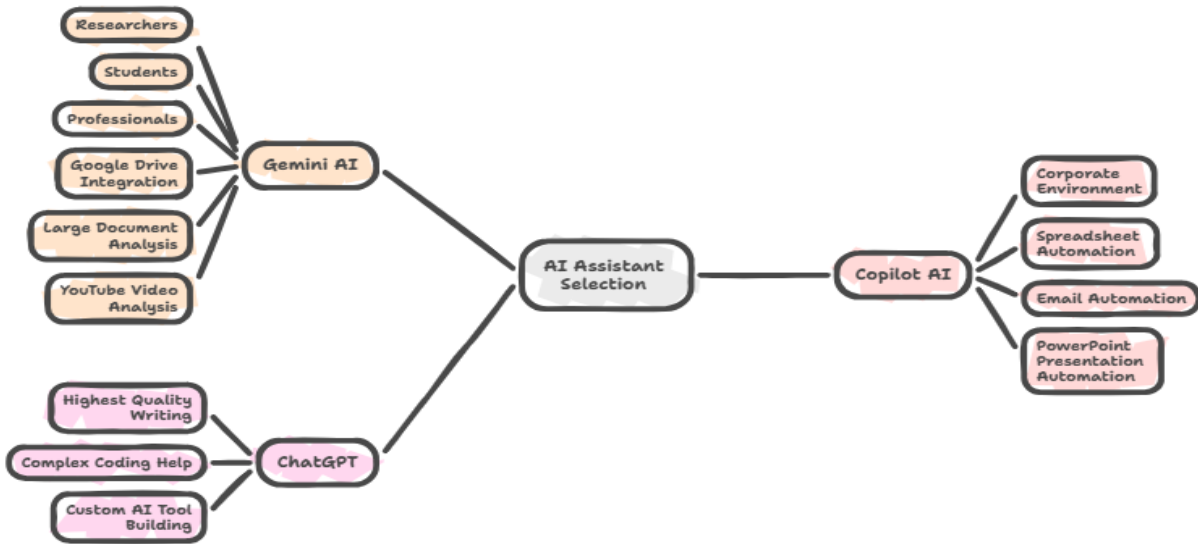 Researchers
Students
Professionals
Google Drive
Integration
Large Document
Analysis
YouTube Video
Analysis
Gemini AI
Highest Quality
Writing
Complex Coding Help
Custom AI Tool
Building
ChatGPT
AI Assistant
Selection
Copilot AI
Corporate
Environment
Spreadsheet
Automation
Email Automation
PowerPoint
Presentation
Automation